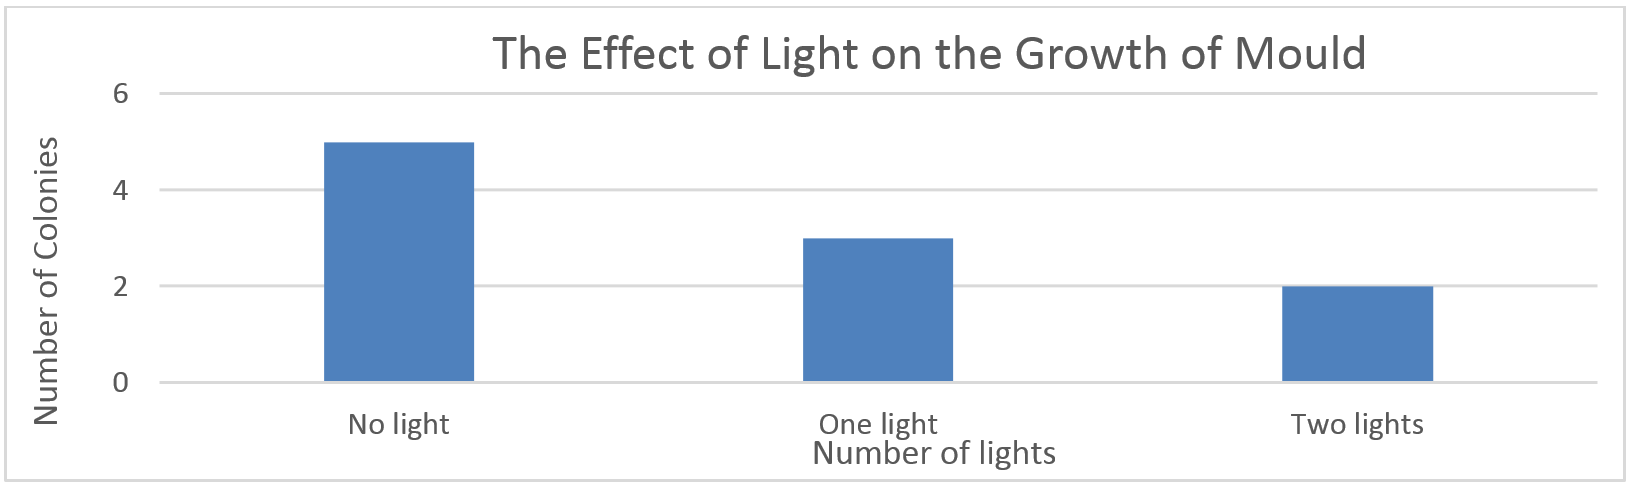 The Effect of Light on the Growth of Mould
Number of Colonies
6
4
2
0
No light
One light
Two lights
Number of lights